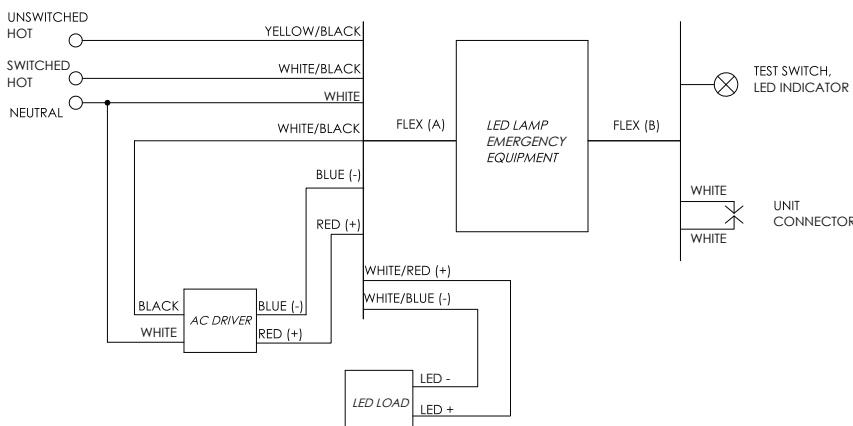 UNSWITCHED
HOT
YELLOW/BLACK
SWITCHED
HOT
WHITE/BLACK
WHITE
NEUTRAL
WHITE/BLACK
FLEX (A)
LED LAMP
EMERGENCY
EQUIPMENT
FLEX (B)
TEST SWITCH,
LED INDICATOR
BLUE (-)
RED (+)
WHITE
WHITE
UNIT
CONNECTOR
WHITE/RED (+)
WHITE/BLUE (-)
BLACK
WHITE
AC DRIVER
BLUE (-)
RED (+)
LED -
LED LOAD
LED +